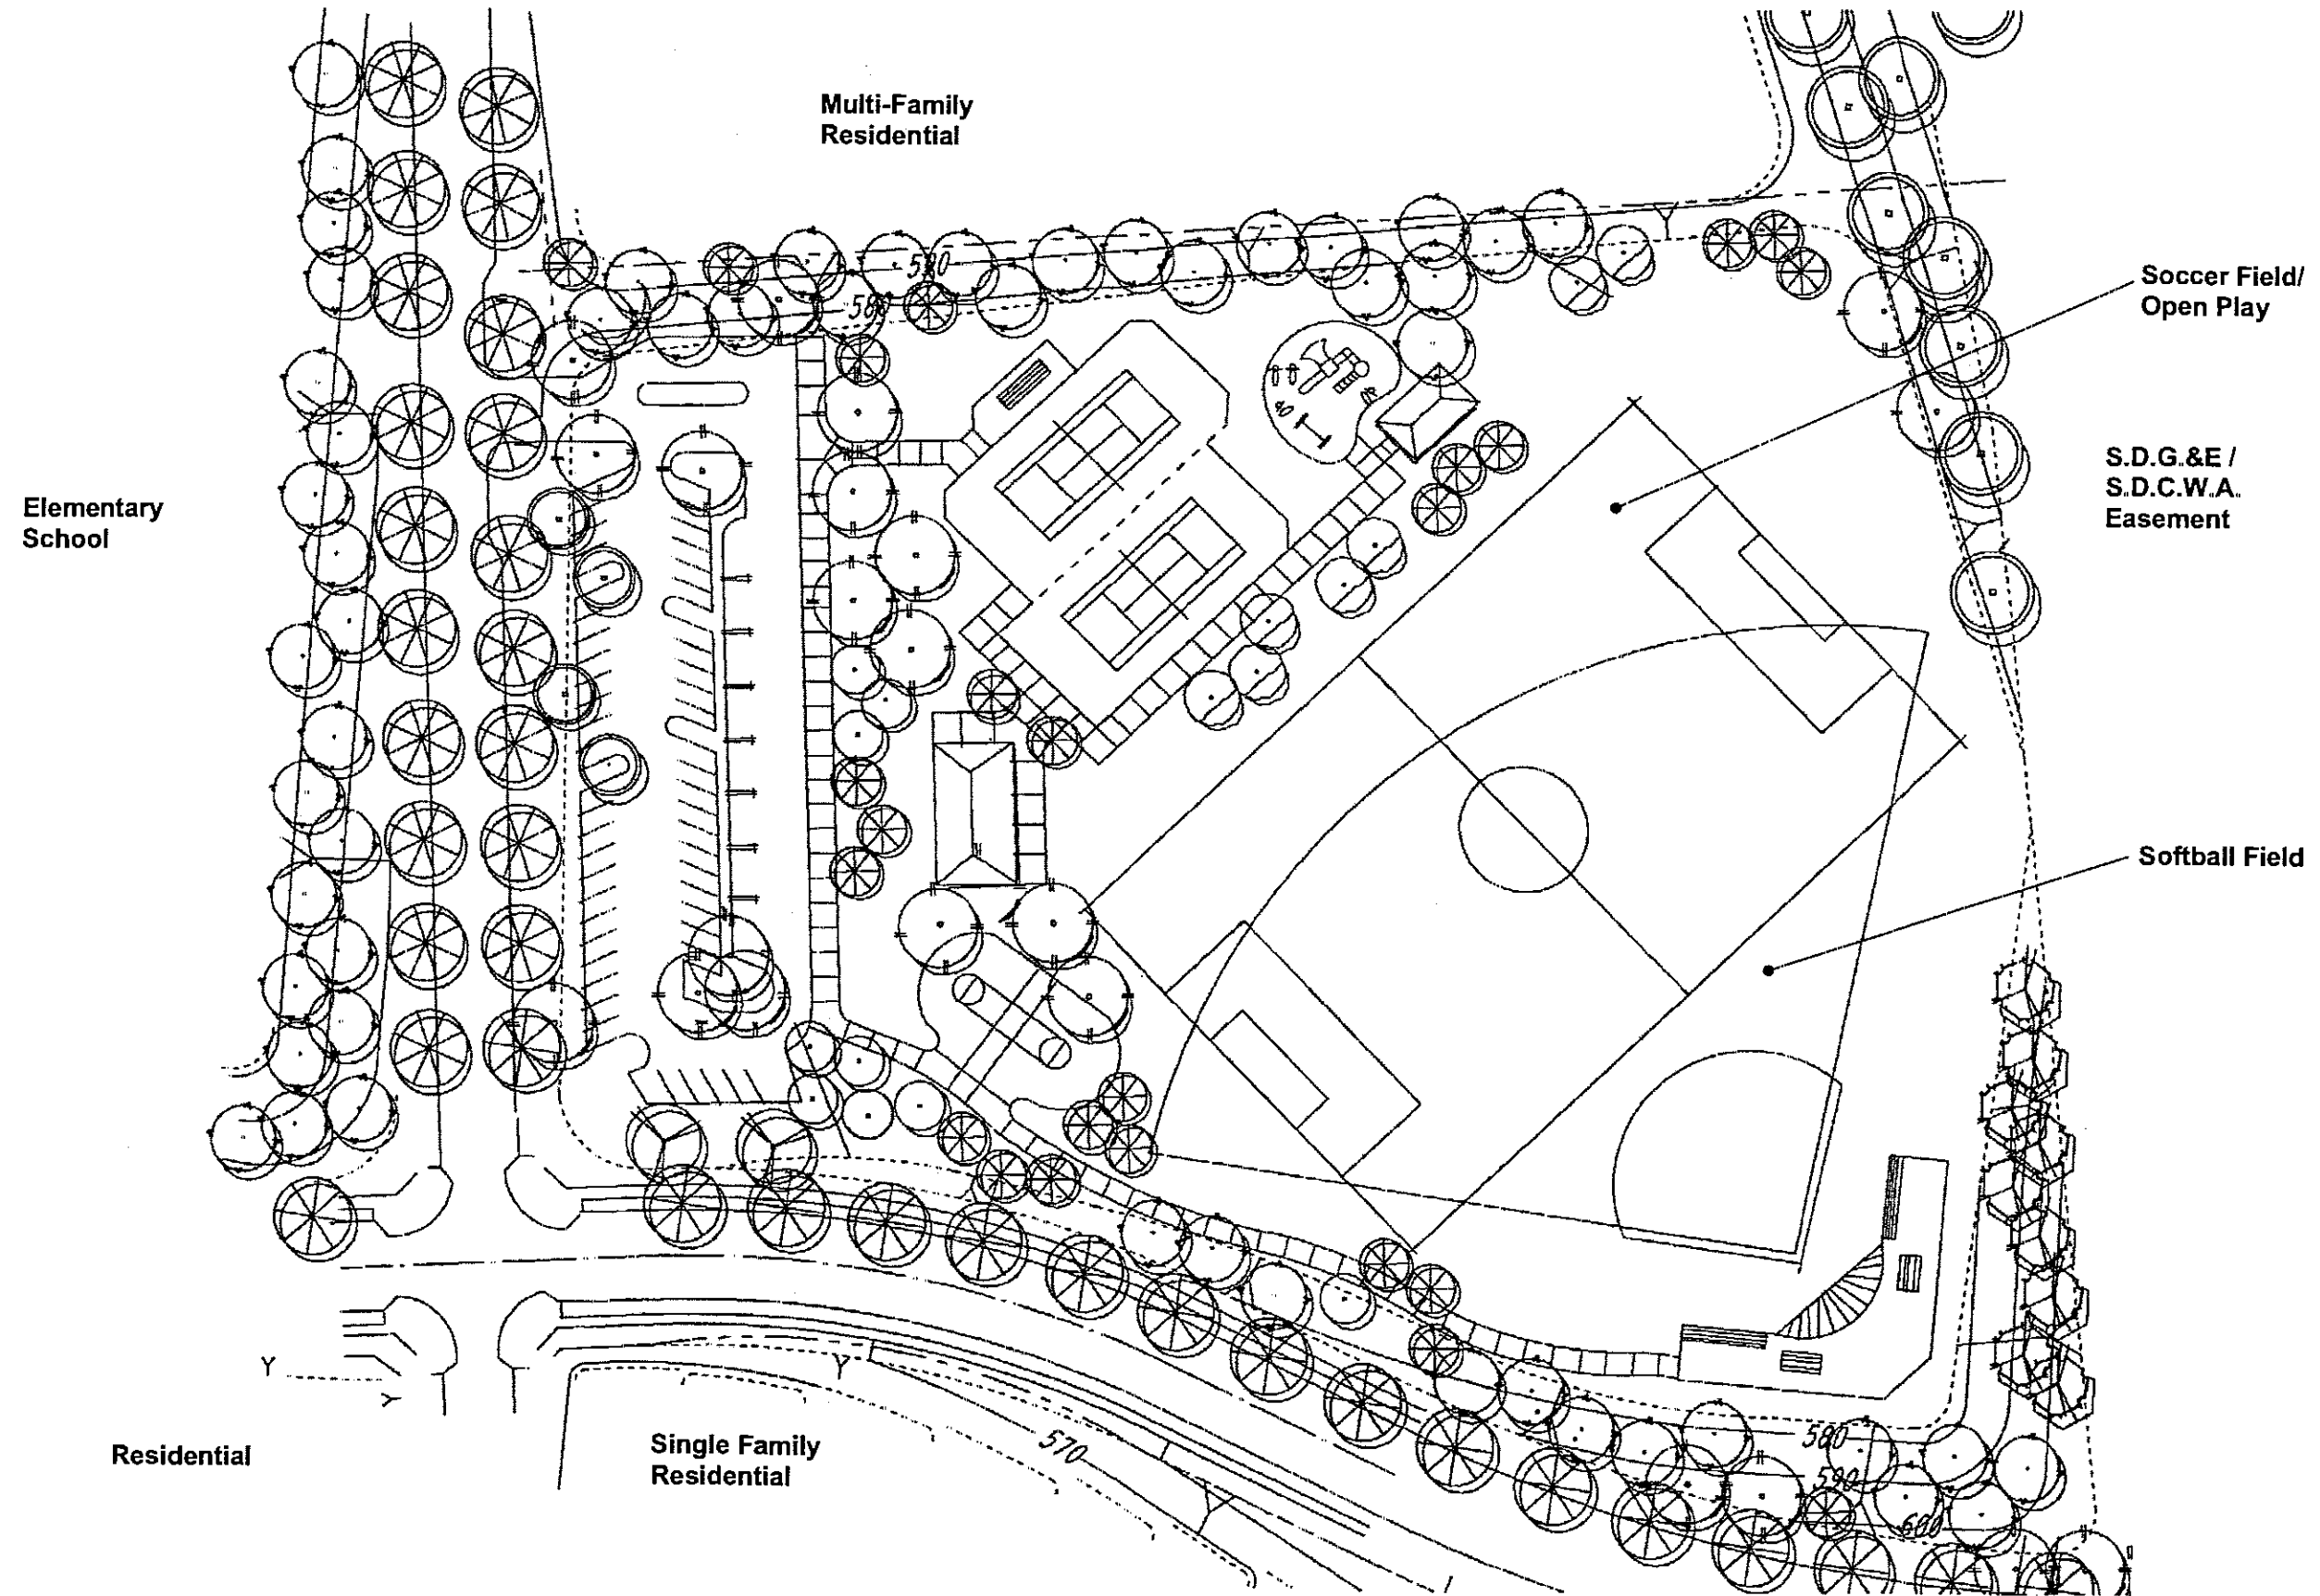 Multi-Family
Residential
590
580
Soccer Field/
Open Play
S.D.G.&E /
S.D.C.W.A.
Easement
Elementary
School
Softball Field
Residential
Single Family
Residential
570
580
590
600